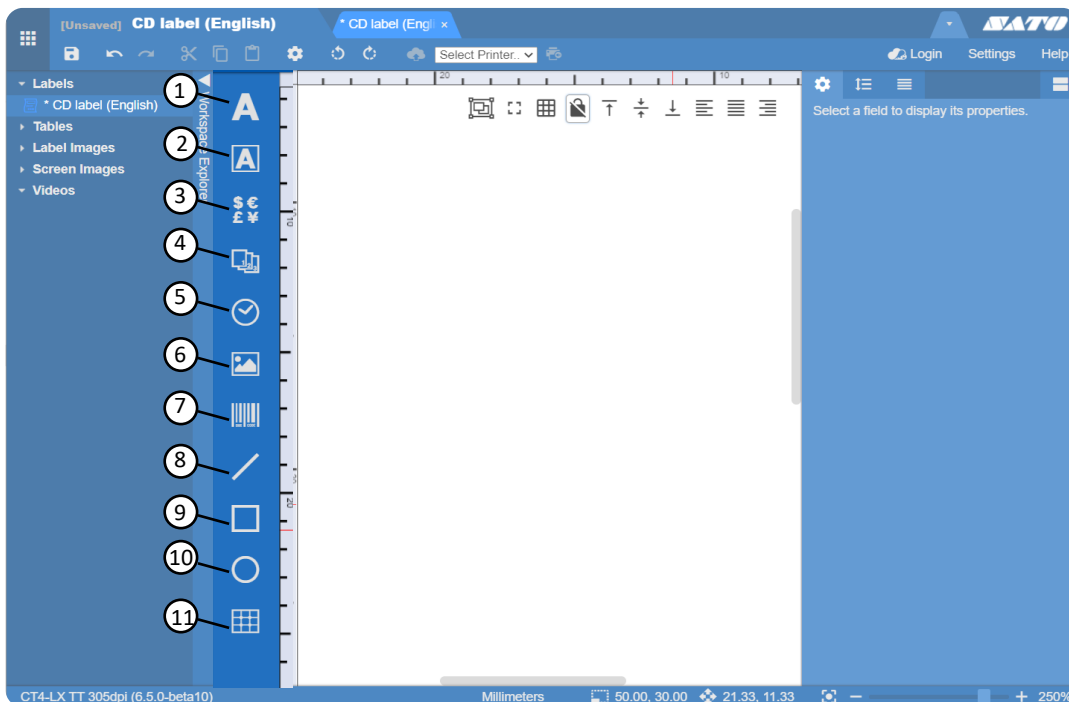 [Unsaved] CD label (English)
* CD label (Engl ×
SATO
Select Printer..
Login Settings Help
Labels
* CD label (English)
Tables
Label Images
Screen Images
Videos
Workspace Explorer
1
2
3
4
5
6
7
8
9
10
11
A
A
$ €
£ ¥
123
20
10
10
20
Select a field to display its properties.
CT4-LX TT 305dpi (6.5.0-beta10)
Millimeters
50.00, 30.00
21.33, 11.33
250%